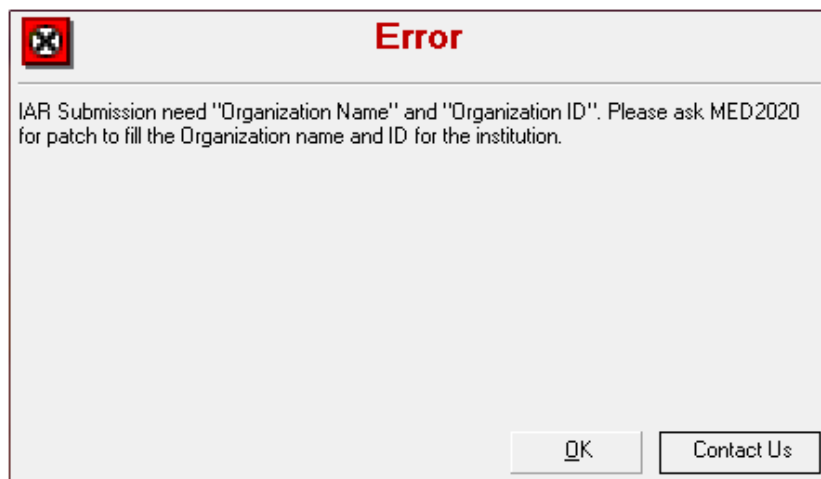 Error
IAR Submission need "Organization Name" and "Organization ID". Please ask MED2020
for patch to fill the Organization name and ID for the institution.
OK
Contact Us